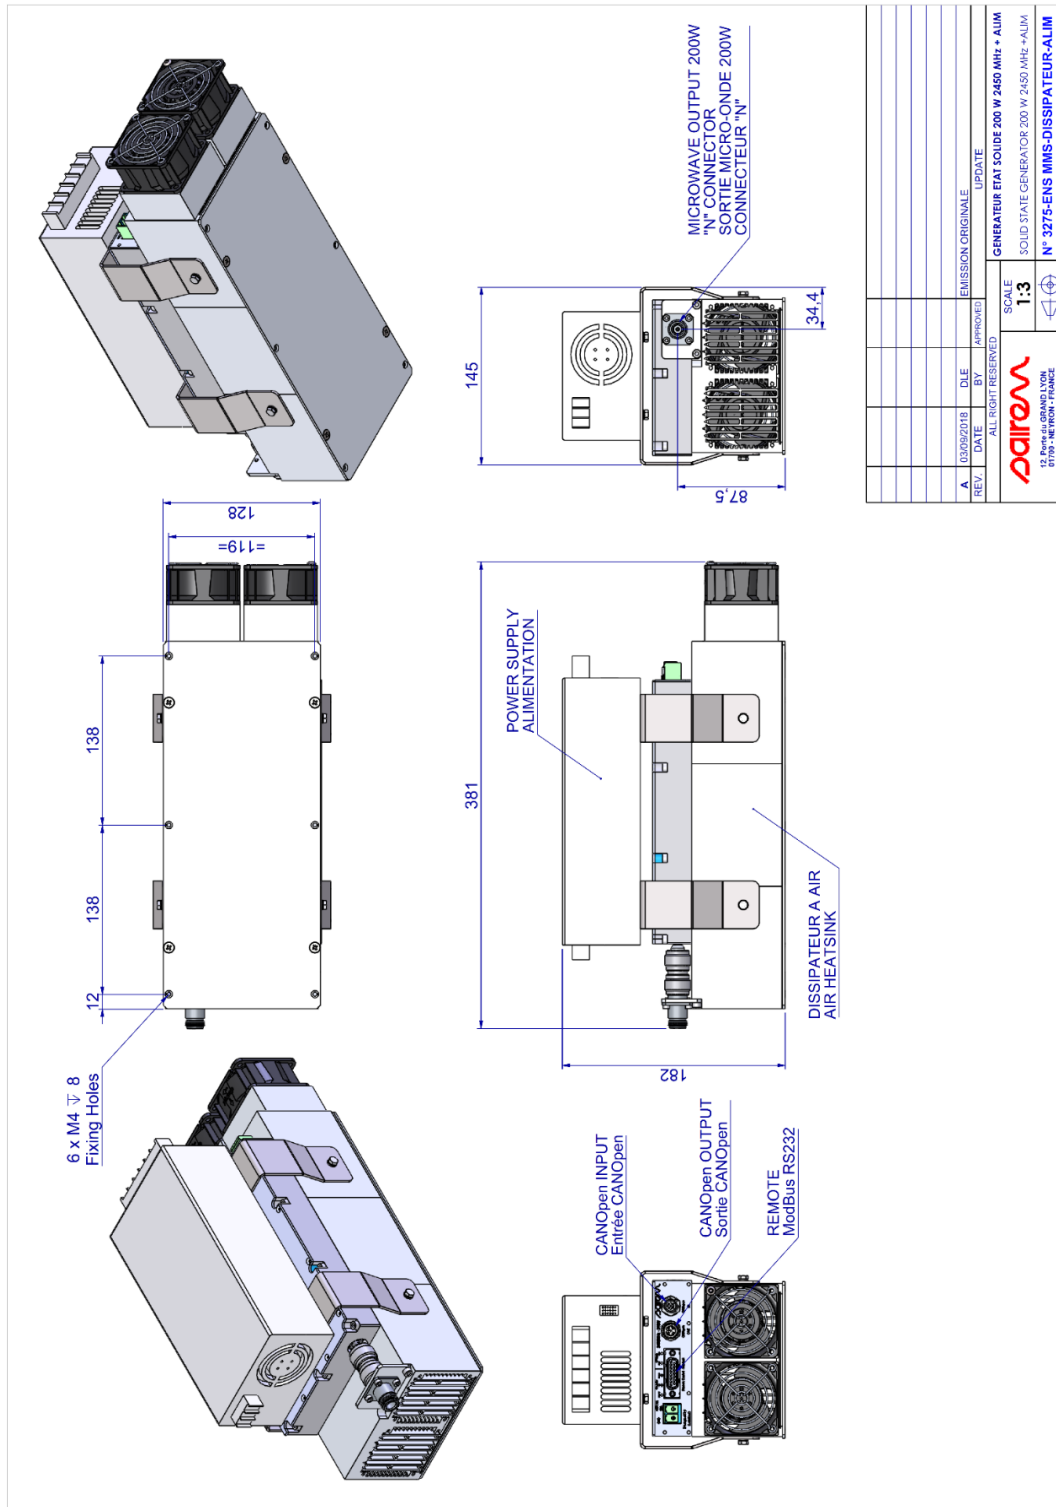 6 x M4 ↧ 8
Fixing Holes
12
138
138
=119=
128
MICROWAVE OUTPUT 200W
"N" CONNECTOR
SORTIE MICRO-ONDE 200W
CONNECTEUR "N"
CANOpen INPUT
Entrée CANOpen
CANOpen OUTPUT
Sortie CANOpen
REMOTE
ModBus RS232
182
381
POWER SUPPLY
ALIMENTATION
DISSIPATEUR A AIR
AIR HEATSINK
145
87,5
34,4
A 03/09/2018 DLE EMISSION ORIGINALE
REV. DATE BY APPROVED UPDATE
ALL RIGHT RESERVED
sairem
12, Porte du GRAND LYON
01700 - NEYRON - FRANCE
SCALE
1:3
GENERATEUR ETAT SOLIDE 200 W 2450 MHz + ALIM
SOLID STATE GENERATOR 200 W 2450 MHz +ALIM
N° 3275-ENS MMS-DISSIPATEUR-ALIM